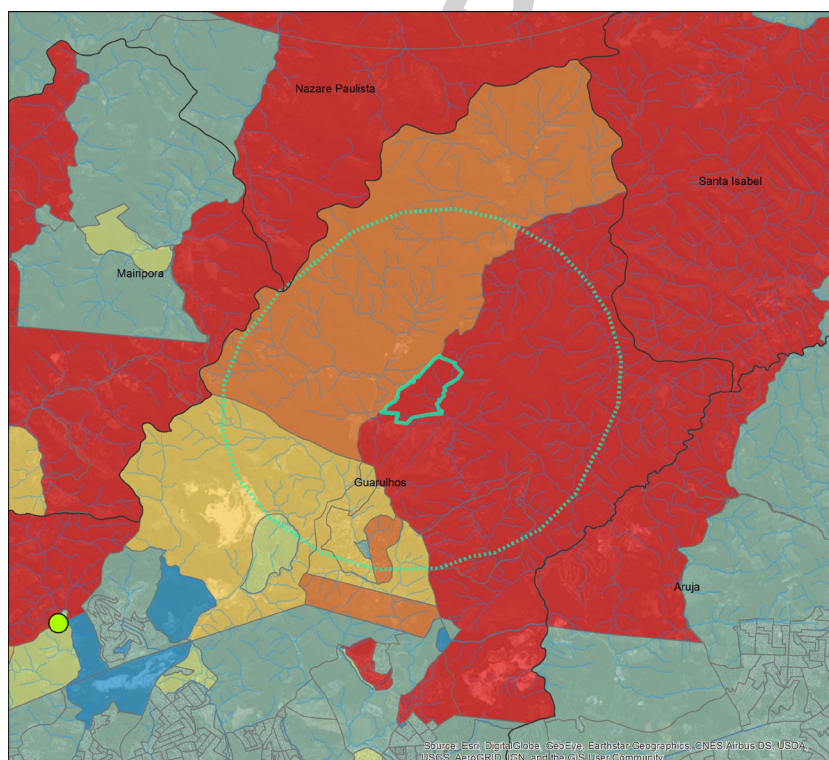 Nazare Paulista
Santa Isabel
Mairipora
Guarulhos
Aruja
Source: Esri, DigitalGlobe, GeoEye, Earthstar Geographics, CNES/Airbus DS, USDA,
USGS, AeroGRID, IGN, and the GIS User Community